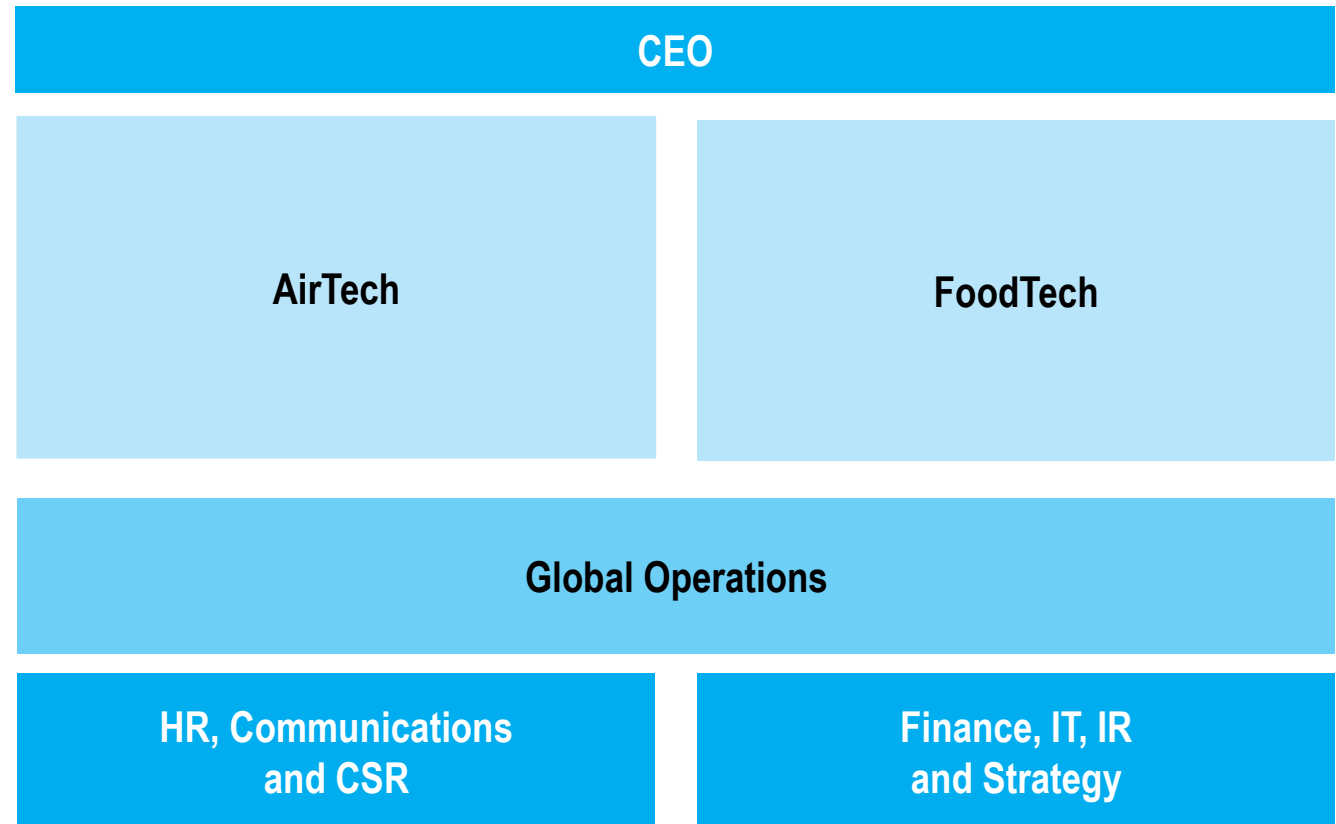 CEO
AirTech
FoodTech
Global Operations
HR, Communications
and CSR
Finance, IT, IR
and Strategy